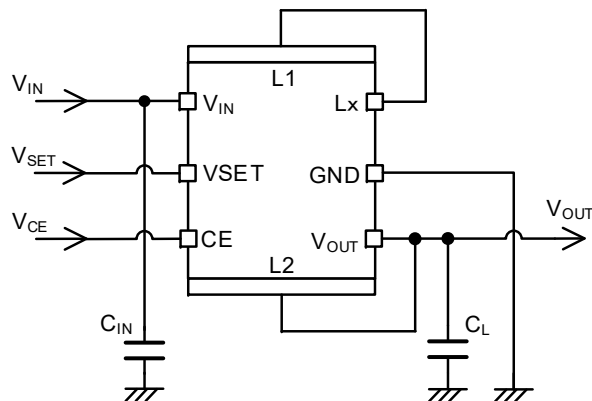 L1
V_IN
V_IN
Lx
V_SET
VSET
GND
V_CE
CE
V_OUT
V_OUT
L2
C_IN
C_L